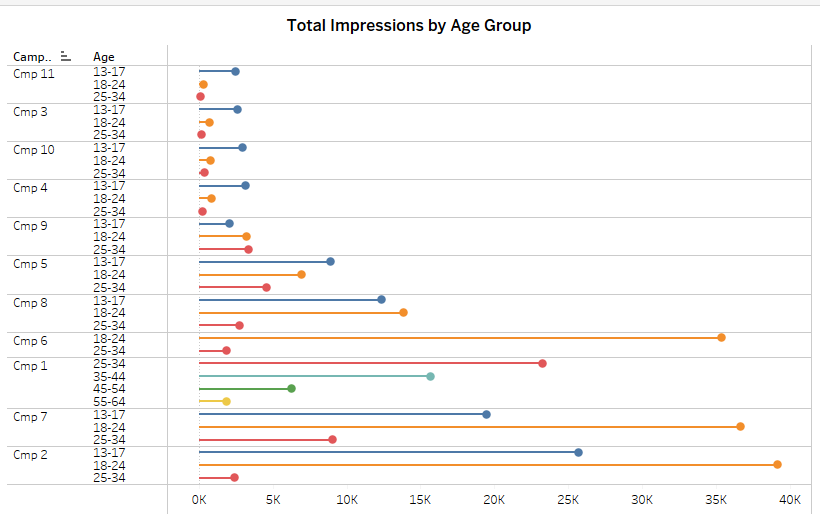 Total Impressions by Age Group
Camp.. Age
Cmp 11 13-17
18-24
25-34
Cmp 3 13-17
18-24
25-34
Cmp 10 13-17
18-24
25-34
Cmp 4 13-17
18-24
25-34
Cmp 9 13-17
18-24
25-34
Cmp 5 13-17
18-24
25-34
Cmp 8 13-17
18-24
25-34
Cmp 6 18-24
25-34
Cmp 1 25-34
35-44
45-54
55-64
Cmp 7 13-17
18-24
25-34
Cmp 2 13-17
18-24
25-34
0K 5K 10K 15K 20K 25K 30K 35K 40K